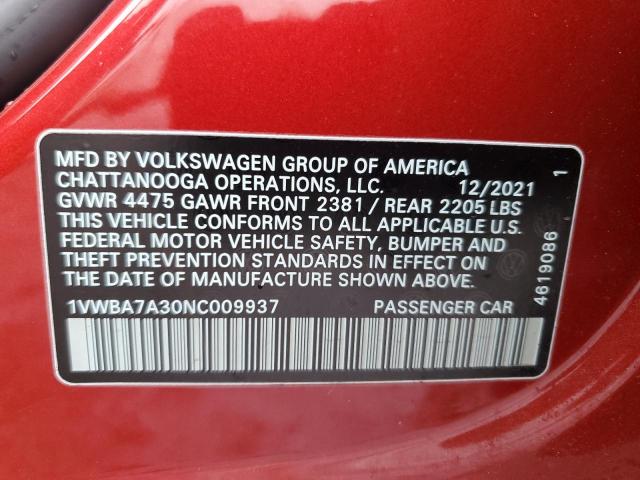 MFD BY VOLKSWAGEN GROUP OF AMERICA
CHATTANOOGA OPERATIONS, LLC. 12/2021
GVWR 4475 GAWR FRONT 2381 / REAR 2205 LBS
THIS VEHICLE CONFORMS TO ALL APPLICABLE U.S.
FEDERAL MOTOR VEHICLE SAFETY, BUMPER AND
THEFT PREVENTION STANDARDS IN EFFECT ON
THE DATE OF MANUFACTURE SHOWN ABOVE.
1VWBA7A30NC009937 PASSENGER CAR
4619086 1